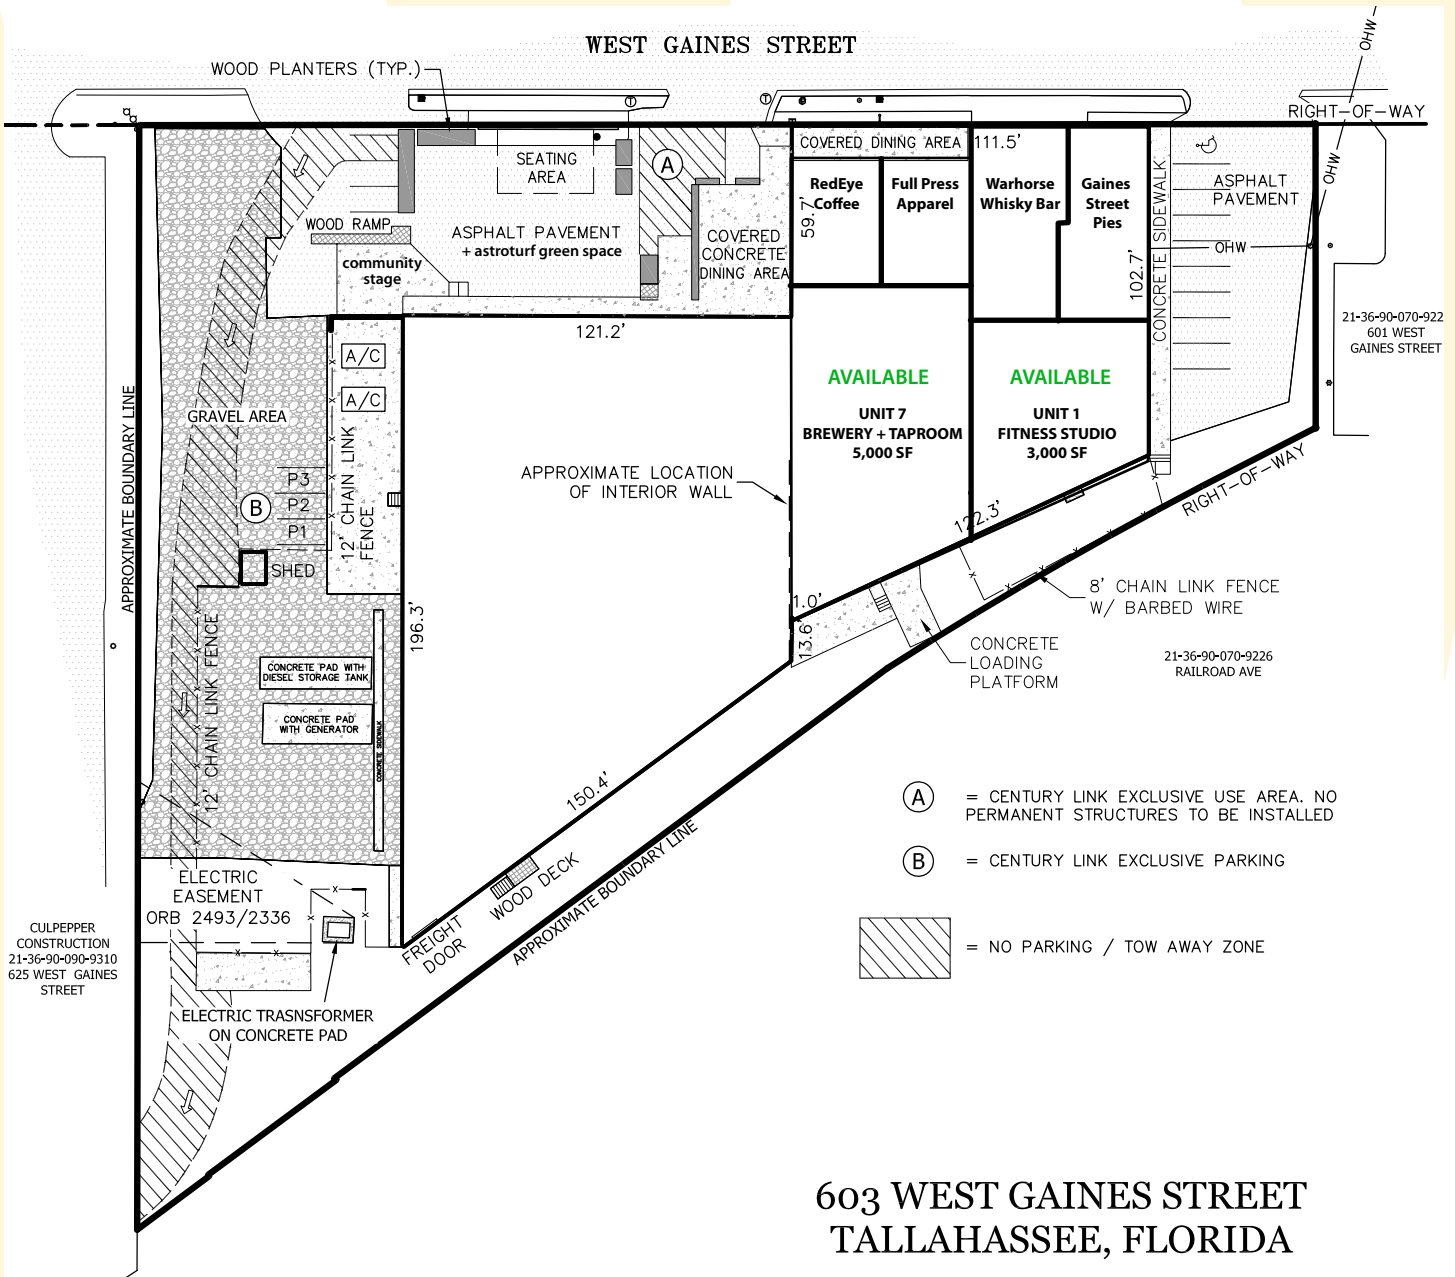 WEST GAINES STREET
OHW
WOOD PLANTERS (TYP.)
T
T
RIGHT-OF-WAY
COVERED DINING AREA
111.5'
SEATING
AREA
A
RedEye
Coffee
Full Press
Apparel
Warhorse
Whisky Bar
Gaines
Street
Pies
CONCRETE SIDEWALK
ASPHALT
PAVEMENT
OHW
OHW
59.7'
102.7'
WOOD RAMP
ASPHALT PAVEMENT
+ astroturf green space
COVERED
CONCRETE
DINING AREA
community
stage
121.2'
21-36-90-070-922
601 WEST
GAINES STREET
A/C
A/C
APPROXIMATE BOUNDARY LINE
GRAVEL AREA
AVAILABLE
UNIT 7
BREWERY + TAPROOM
5,000 SF
AVAILABLE
UNIT 1
FITNESS STUDIO
3,000 SF
12' CHAIN LINK
FENCE
P3
P2
P1
B
SHED
APPROXIMATE LOCATION
OF INTERIOR WALL
122.3'
RIGHT-OF-WAY
8' CHAIN LINK FENCE
W/ BARBED WIRE
1.0'
13.6'
196.3'
12' CHAIN LINK FENCE
CONCRETE
LOADING
PLATFORM
21-36-90-070-9226
RAILROAD AVE
CONCRETE PAD WITH
DIESEL STORAGE TANK
CONCRETE PAD
WITH GENERATOR
CONCRETE SIDEWALK
150.4'
A = CENTURY LINK EXCLUSIVE USE AREA. NO
PERMANENT STRUCTURES TO BE INSTALLED
B = CENTURY LINK EXCLUSIVE PARKING
ELECTRIC
EASEMENT
ORB 2493/2336
WOOD DECK
APPROXIMATE BOUNDARY LINE
FREIGHT
DOOR
CULPEPPER
CONSTRUCTION
21-36-90-090-9310
625 WEST GAINES
STREET
= NO PARKING / TOW AWAY ZONE
ELECTRIC TRASNSFORMER
ON CONCRETE PAD
603 WEST GAINES STREET
TALLAHASSEE, FLORIDA